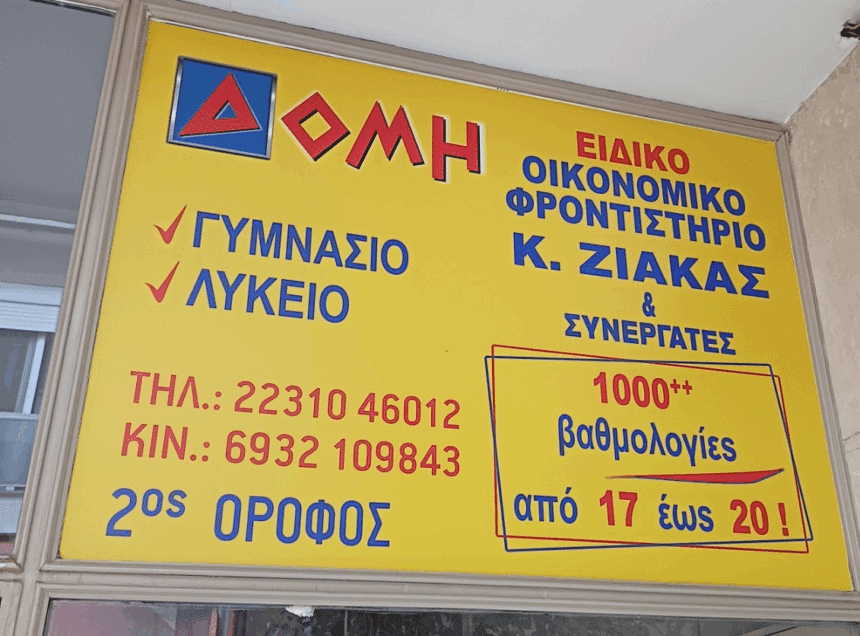 ΔΟΜΗ
ΓΥΜΝΑΣΙΟ
ΛΥΚΕΙΟ
ΤΗΛ.: 22310 46012
ΚΙΝ.: 6932 109843
2ος ΟΡΟΦΟΣ
ΕΙΔΙΚΟ
ΟΙΚΟΝΟΜΙΚΟ
ΦΡΟΝΤΙΣΤΗΡΙΟ
Κ. ΖΙΑΚΑΣ
&
ΣΥΝΕΡΓΑΤΕΣ
1000++
βαθμολογίες
από 17 έως 20 !